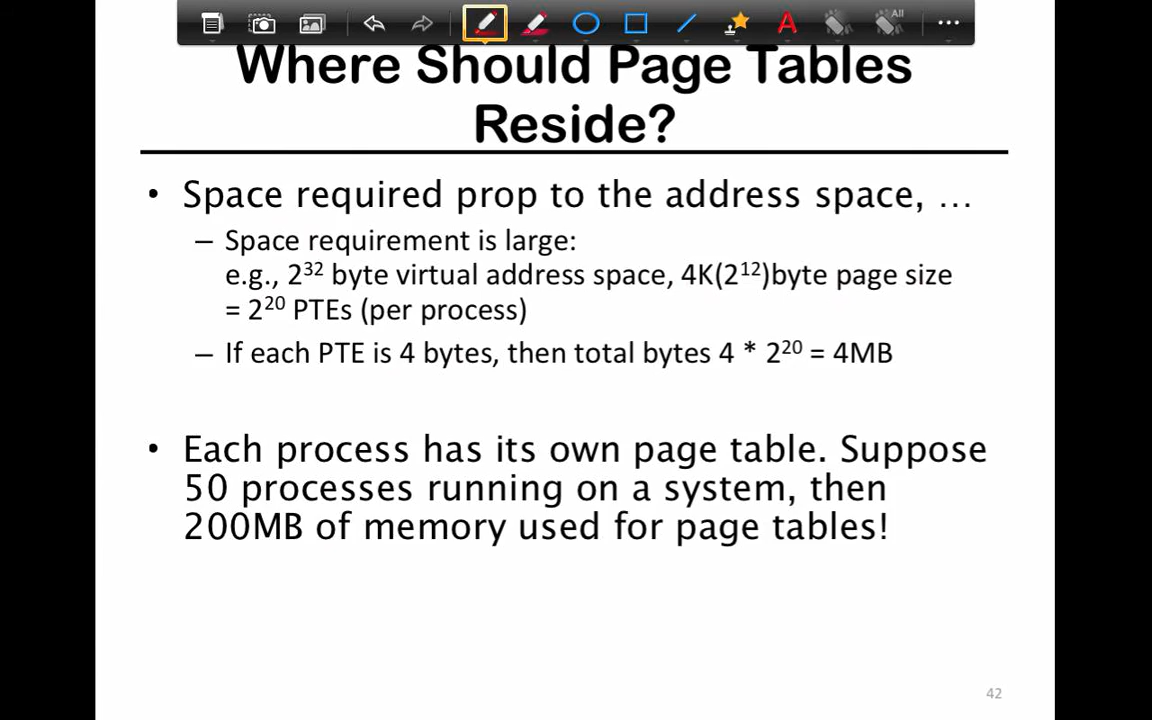 All
A
Where Should Page Tables
Reside?
• Space required prop to the address space, …
– Space requirement is large:
e.g., 2³² byte virtual address space, 4K(2¹²)byte page size
= 2²⁰ PTEs (per process)
– If each PTE is 4 bytes, then total bytes 4 * 2²⁰ = 4MB
• Each process has its own page table. Suppose
50 processes running on a system, then
200MB of memory used for page tables!
42